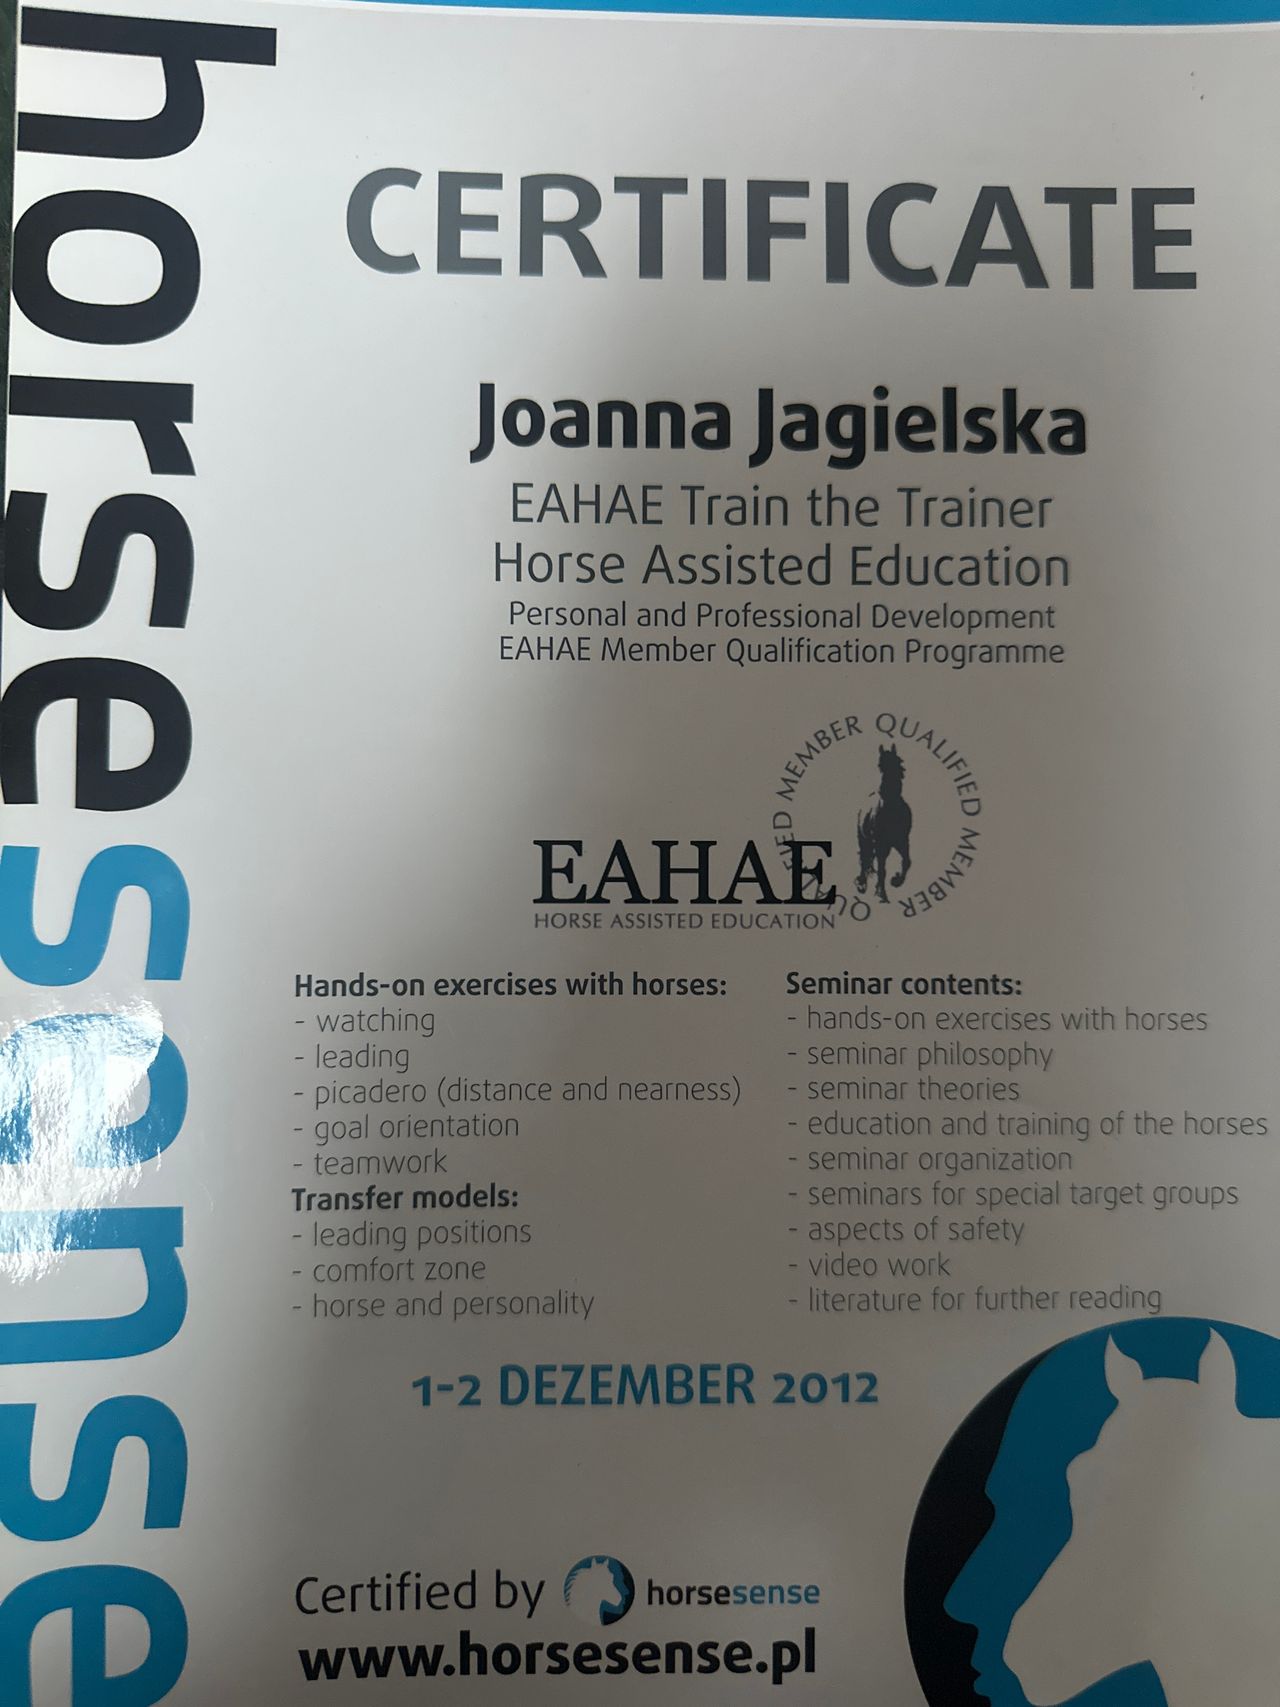 horsesense
CERTIFICATE
Joanna Jagielska
EAHAE Train the Trainer
Horse Assisted Education
Personal and Professional Development
EAHAE Member Qualification Programme
QUALIFIED MEMBER QUALIFIED MEMBER
EAHAE
HORSE ASSISTED EDUCATION
Hands-on exercises with horses:
- watching
- leading
- picadero (distance and nearness)
- goal orientation
- teamwork
Transfer models:
- leading positions
- comfort zone
- horse and personality
Seminar contents:
- hands-on exercises with horses
- seminar philosophy
- seminar theories
- education and training of the horses
- seminar organization
- seminars for special target groups
- aspects of safety
- video work
- literature for further reading
1-2 DEZEMBER 2012
Certified by horsesense
www.horsesense.pl